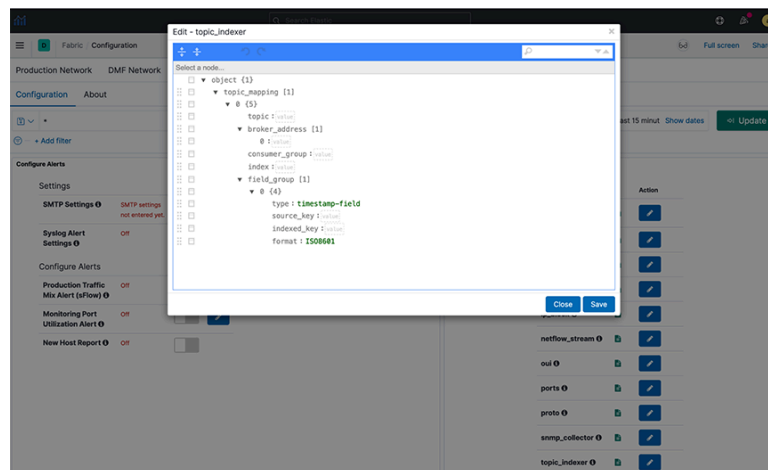 Search Elastic
Edit - topic_indexer
D Fabric Configuration
Full screen Shar
Production Network DMF Network
Select a node...
object {1}
topic_mapping [1]
0 {5}
topic : value
broker_address [1]
0 : value
consumer_group : value
index : value
field_group [1]
0 {4}
type : timestamp-field
source_key : value
indexed_key : value
format : ISO8601
Close Save
Configuration About
*
ast 15 minut Show dates Update
+ Add filter
Configure Alerts
Settings
SMTP Settings SMTP settings not entered yet.
Syslog Alert Settings Off
Configure Alerts
Production Traffic Mix Alert (sFlow) Off
Monitoring Port Utilization Alert Off
New Host Report Off
Action
netflow_stream
oui
ports
proto
snmp_collector
topic_indexer